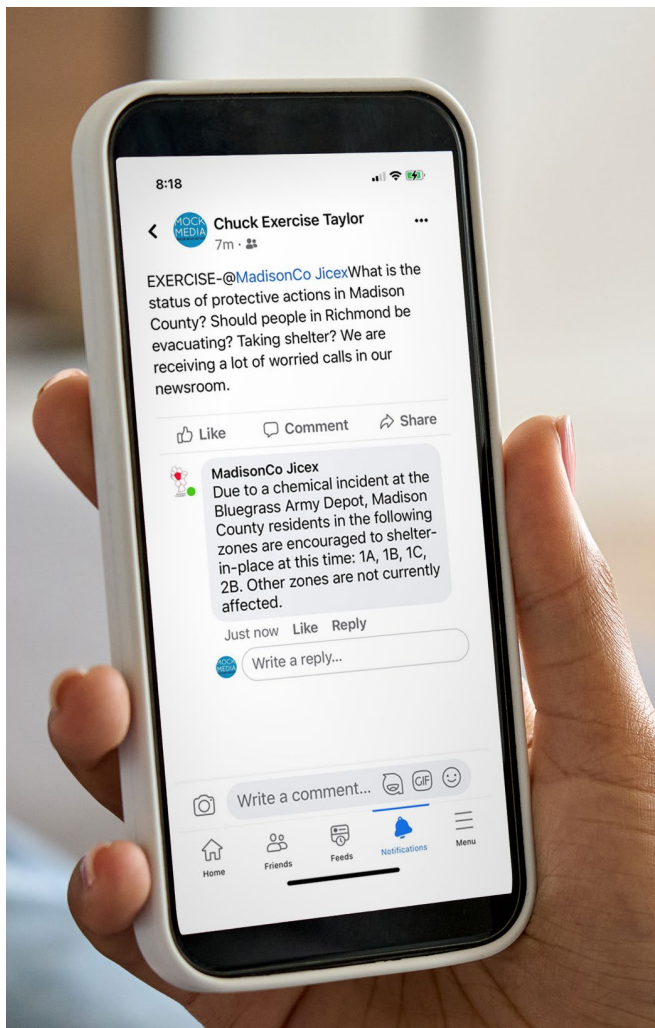 8:18
MOCK
MEDIA
Chuck Exercise Taylor
7m
EXERCISE-@MadisonCo JicexWhat is the
status of protective actions in Madison
County? Should people in Richmond be
evacuating? Taking shelter? We are
receiving a lot of worried calls in our
newsroom.
Like Comment Share
MadisonCo Jicex
Due to a chemical incident at the
Bluegrass Army Depot, Madison
County residents in the following
zones are encouraged to shelter-
in-place at this time: 1A, 1B, 1C,
2B. Other zones are not currently
affected.
Just now Like Reply
MOCK
MEDIA
Write a reply...
Write a comment... GIF
Home Friends Feeds Notifications Menu